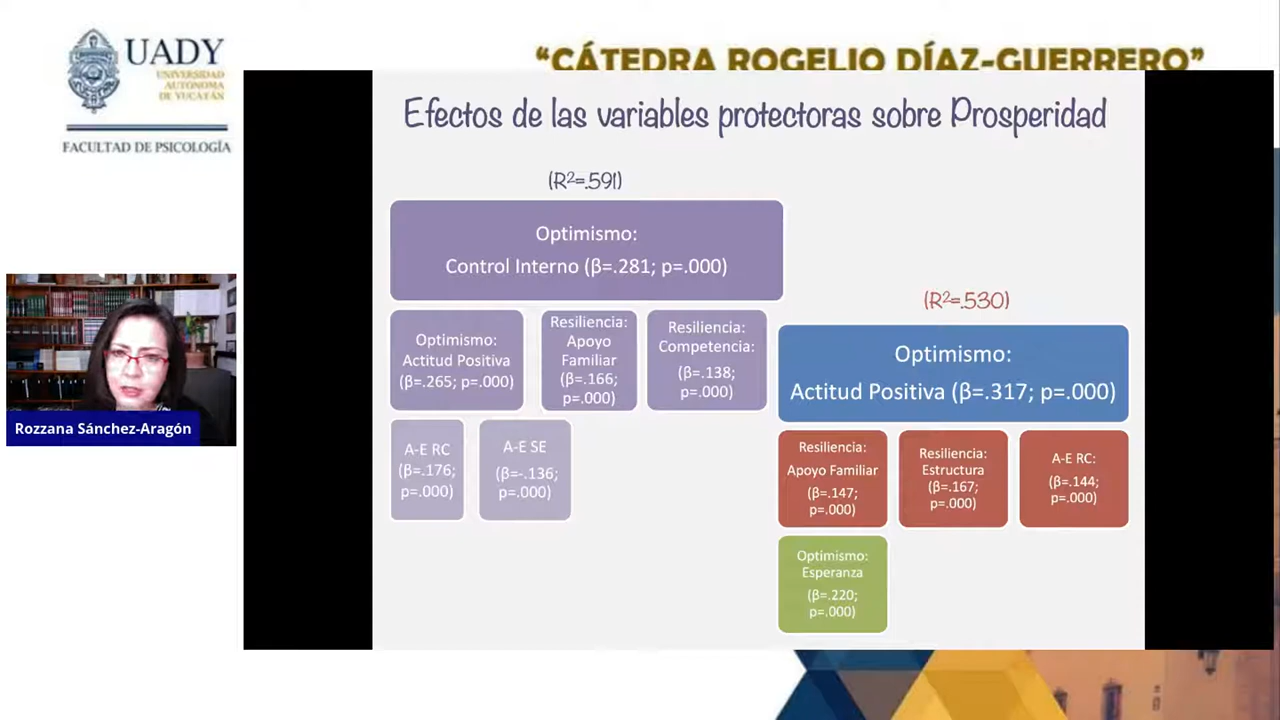 UADY
UNIVERSIDAD
AUTÓNOMA
DE YUCATÁN
FACULTAD DE PSICOLOGÍA
“CÁTEDRA ROGELIO DÍAZ-GUERRERO”
Efectos de las variables protectoras sobre Prosperidad
(R²=.591)
Optimismo:
Control Interno (β=.281; p=.000)
Optimismo:
Actitud Positiva
(β=.265; p=.000)
Resiliencia:
Apoyo
Familiar
(β=.166;
p=.000)
Resiliencia:
Competencia:
(β=.138;
p=.000)
A-E RC
(β=.176;
p=.000)
A-E SE
(β=-.136;
p=.000)
(R²=.530)
Optimismo:
Actitud Positiva (β=.317; p=.000)
Resiliencia:
Apoyo Familiar
(β=.147;
p=.000)
Resiliencia:
Estructura
(β=.167;
p=.000)
A-E RC:
(β=.144;
p=.000)
Optimismo:
Esperanza
(β=.220;
p=.000)
Rozzana Sánchez-Aragón